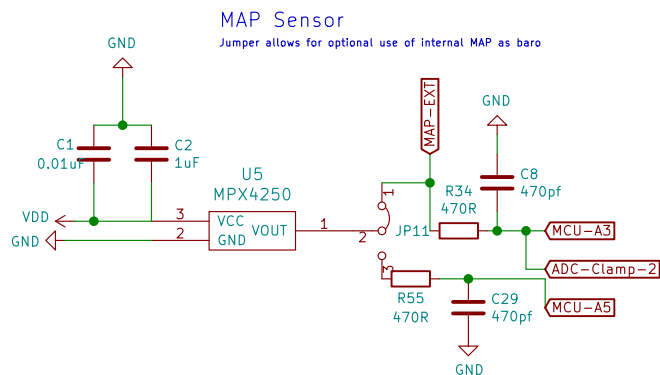 MAP Sensor
Jumper allows for optional use of internal MAP as baro
GND
MAP-EXT
GND
C1
0.01uF
C2
1uF
U5
MPX4250
C8
470pf
R34
470R
1
VDD
3
VCC
VOUT
1
2
JP11
MCU-A3
GND
2
GND
3
ADC-Clamp-2
R55
470R
C29
470pf
MCU-A5
GND